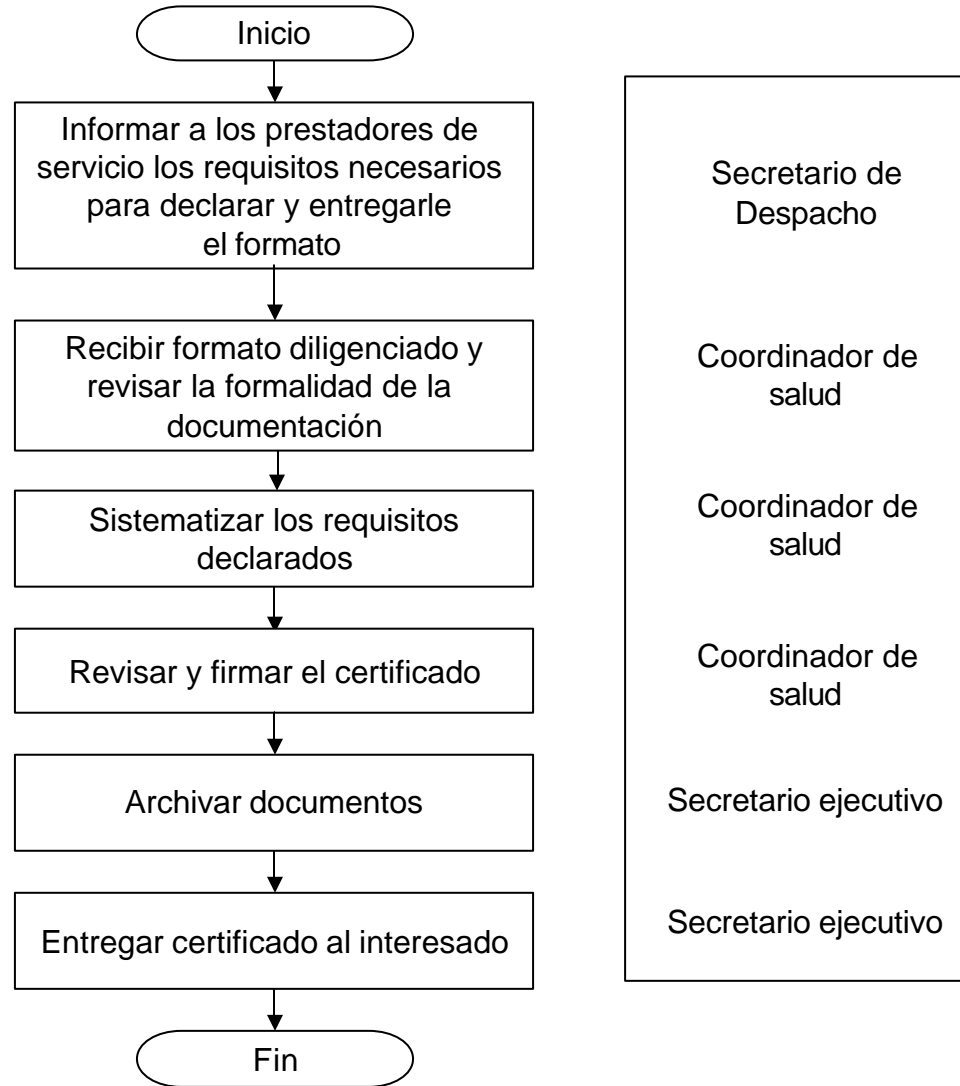 Inicio
Informar a los prestadores de
servicio los requisitos necesarios
para declarar y entregarle
el formato
Secretario de
Despacho
Recibir formato diligenciado y
revisar la formalidad de la
documentación
Coordinador de
salud
Sistematizar los requisitos
declarados
Coordinador de
salud
Revisar y firmar el certificado
Coordinador de
salud
Archivar documentos
Secretario ejecutivo
Entregar certificado al interesado
Secretario ejecutivo
Fin